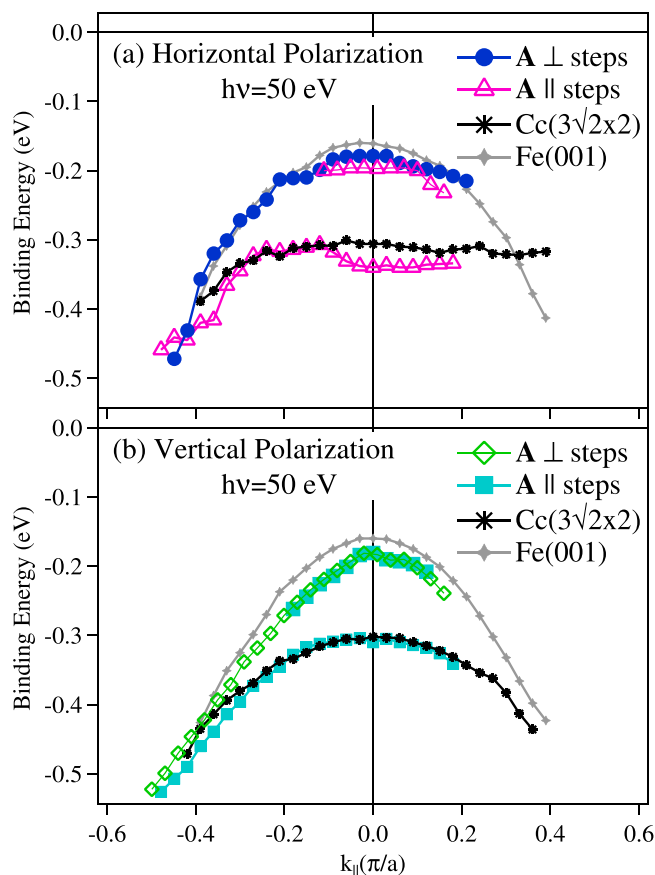 0.0
(a) Horizontal Polarization
hν=50 eV
A ⊥ steps
A || steps
Cc(3√2x2)
Fe(001)
-0.1
-0.2
-0.3
-0.4
-0.5
Binding Energy (eV)
0.0
(b) Vertical Polarization
hν=50 eV
A ⊥ steps
A || steps
Cc(3√2x2)
Fe(001)
-0.1
-0.2
-0.3
-0.4
-0.5
Binding Energy (eV)
-0.6 -0.4 -0.2 0.0 0.2 0.4 0.6
k||(π/a)